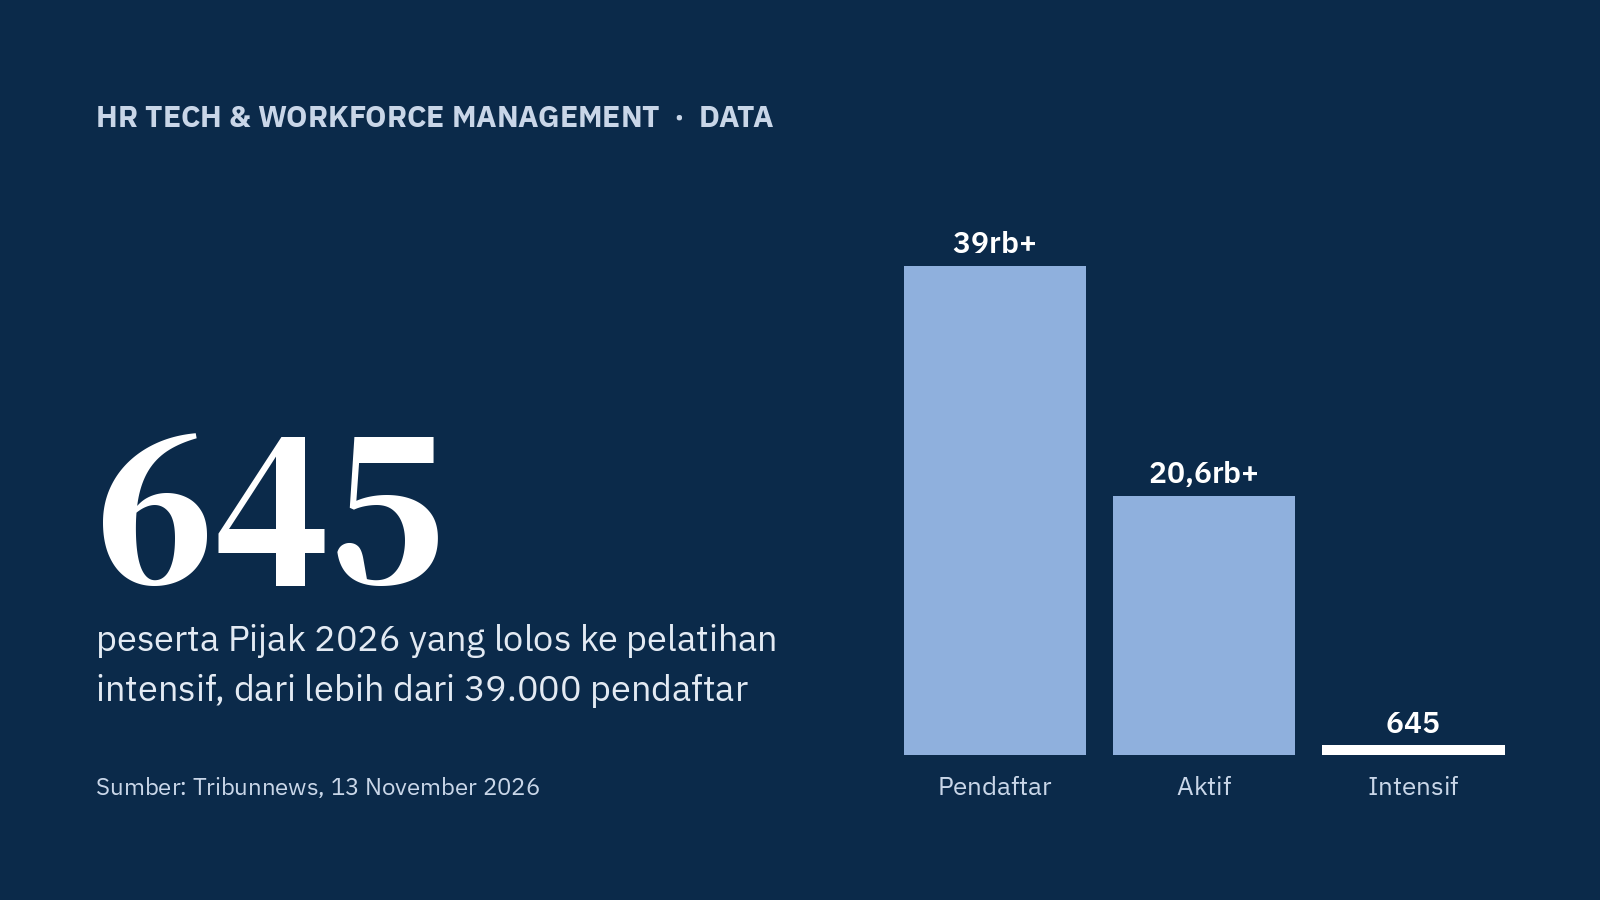 HR TECH & WORKFORCE MANAGEMENT · DATA
645
peserta Pijak 2026 yang lolos ke pelatihan
intensif, dari lebih dari 39.000 pendaftar
Sumber: Tribunnews, 13 November 2026
39rb+
20,6rb+
645
Pendaftar
Aktif
Intensif